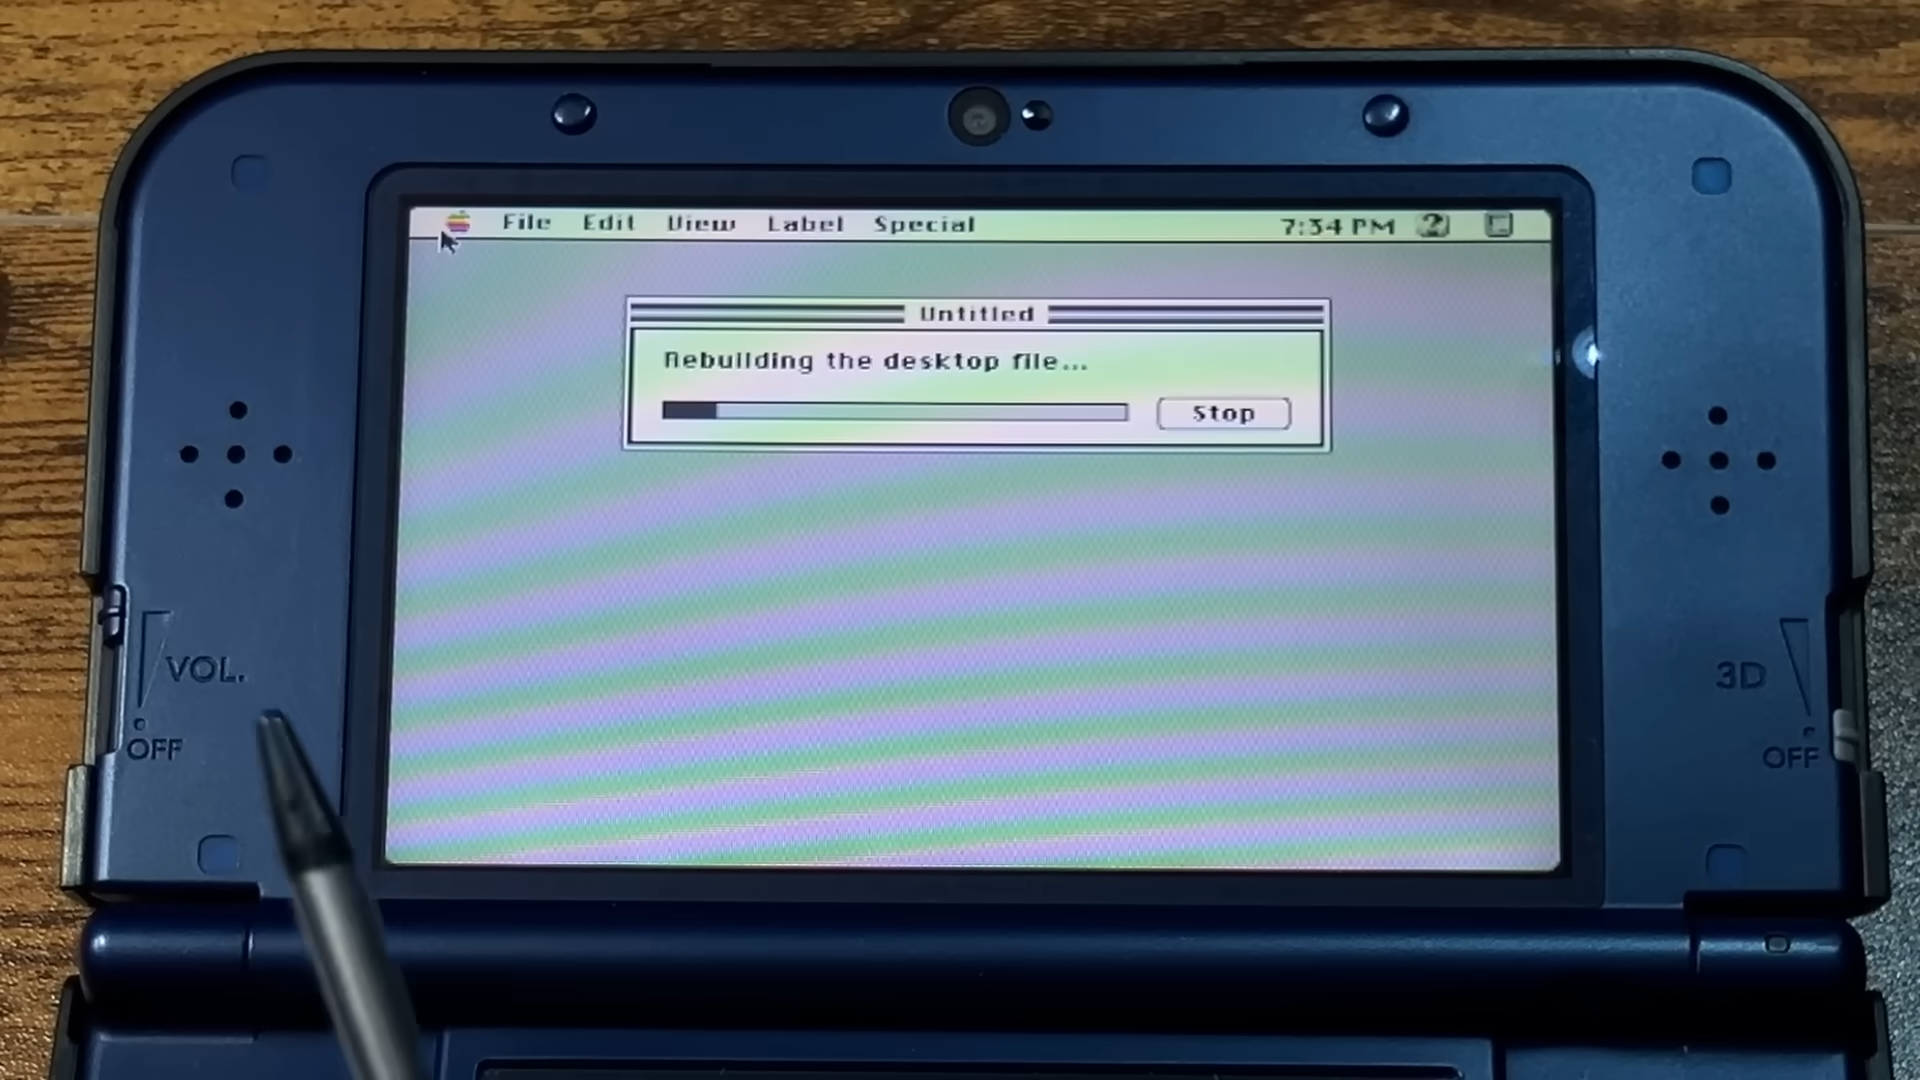 File Edit View Label Special 7:34 PM
Untitled
Rebuilding the desktop file...
Stop
VOL.
OFF
3D
OFF